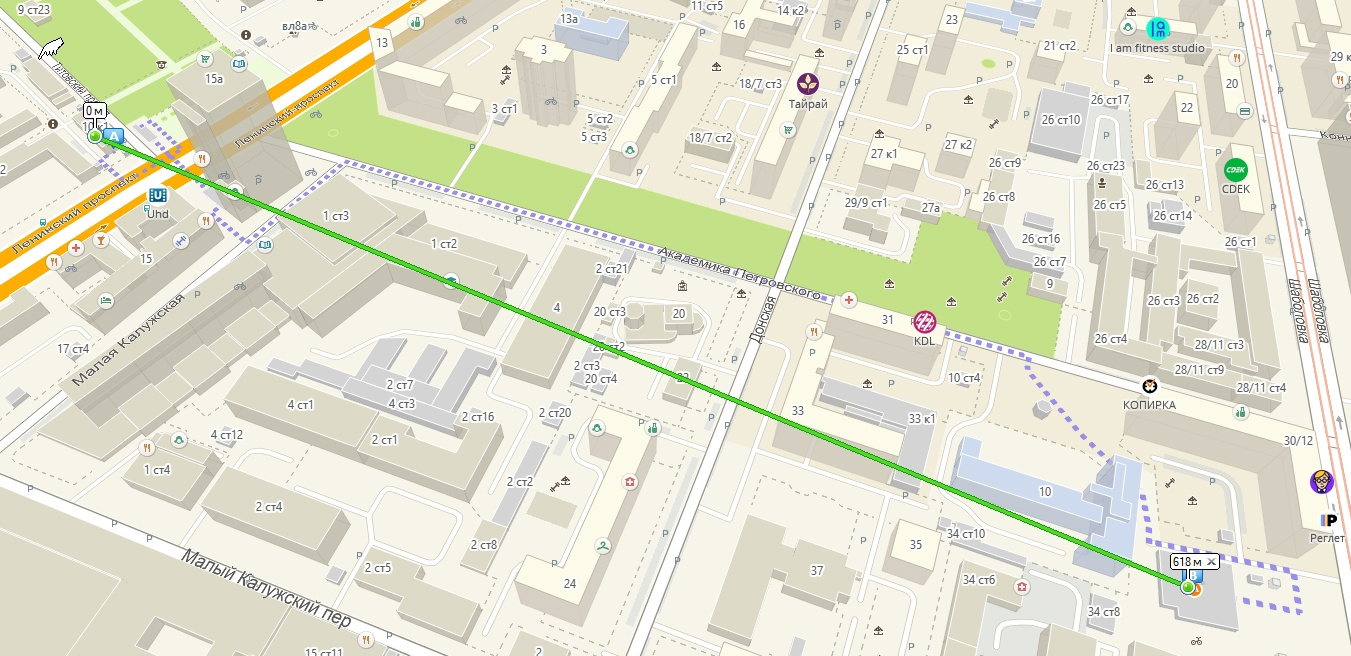 9 ст23
вл8а
13а
11 ст5
14 к2
16
23
13
3
25 ст1
21 ст2
I am fitness studio
15а
5 ст1
18/7 ст3
Тайрай
20
0 м
3 ст1
26 ст17
22
26 ст10
5 ст2
5 ст3
18/7 ст2
27 к2
27 к1
26 ст9
26 ст23
CDEK
CDEK
26 ст13
Ленинский проспект
Ленинский проспект
A
Uhd
26 ст8
26 ст5
29/9 ст1
27а
26 ст14
1 ст3
1 ст2
26 ст16
26 ст1
15
Академика Петровского
26 ст7
2 ст21
9
4
20 ст3
20
26 ст3
26 ст2
Шаболовка
Шаболовка
Донская
31
KDL
Малая Калужская
17 ст4
26 ст4
28/11 ст3
2 ст3
20 ст4
28/11 ст9
10 ст4
28/11 ст4
2 ст7
4 ст3
4 ст1
КОПИРКА
2 ст16
2 ст20
33
33 к1
4 ст12
2 ст1
30/12
1 ст4
2 ст2
10
2 ст4
Реглет
2 ст8
34 ст10
35
618 м
Малый Калужский пер
2 ст5
24
37
34 ст6
34 ст8
15 ст11
2